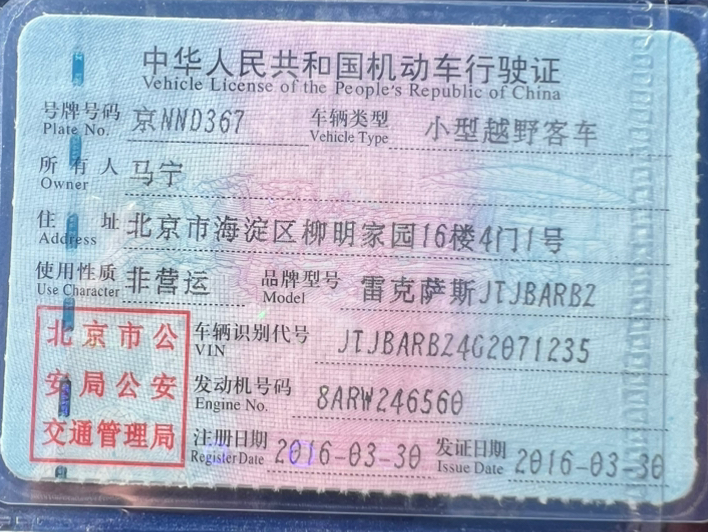 中华人民共和国机动车行驶证
Vehicle License of the People's Republic of China
号牌号码 京NND367 车辆类型 小型越野客车
Plate No. Vehicle Type
所有人 马宁
Owner
住址 北京市海淀区柳明家园16楼4门1号
Address
使用性质 非营运 品牌型号 雷克萨斯JTJBARBZ
Use Character Model
北京市公
安局公安
交通管理局
车辆识别代号 JTJBARBZ4G2071235
VIN
发动机号码 8ARW246560
Engine No.
注册日期 2016-03-30 发证日期 2016-03-30
Register Date Issue Date